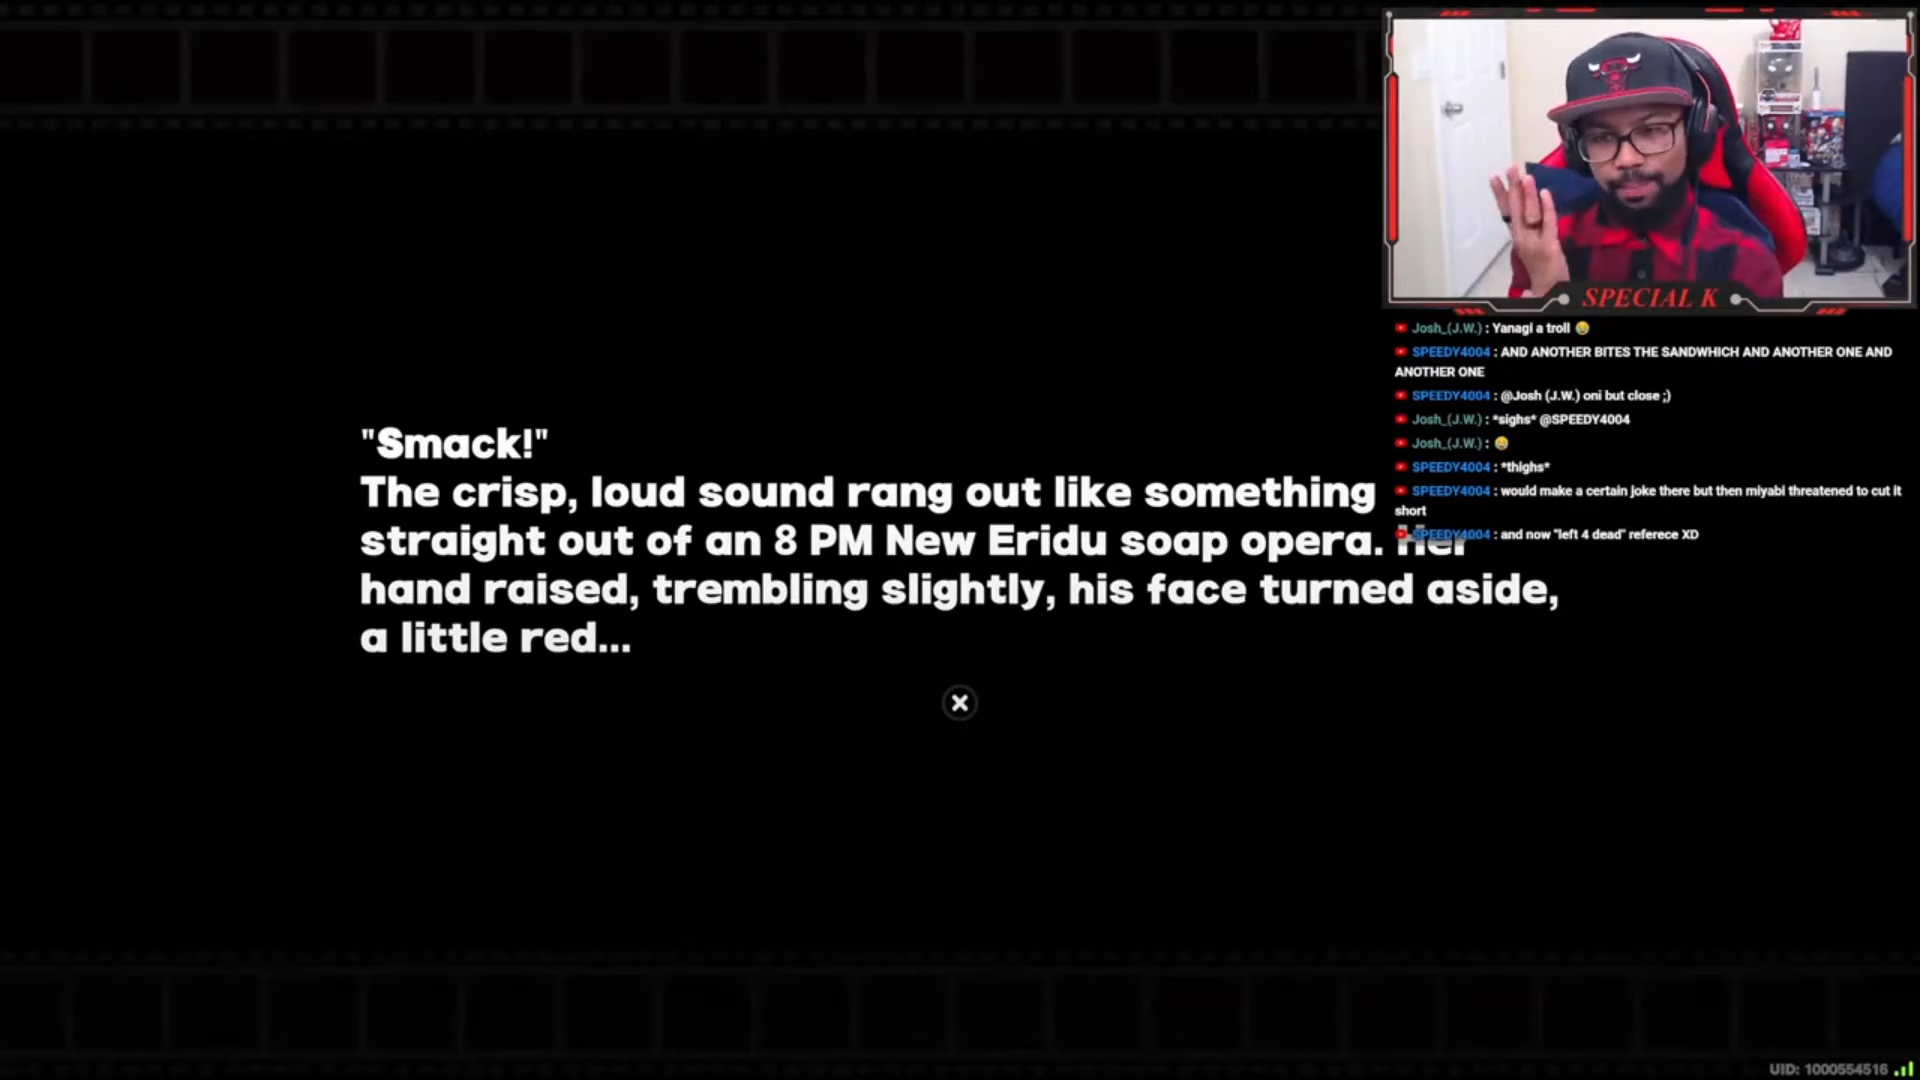 SPECIAL K
Josh_(J.W.) : Yanagi a troll 😂
SPEEDY4004 : AND ANOTHER BITES THE SANDWHICH AND ANOTHER ONE AND
ANOTHER ONE
SPEEDY4004 : @Josh (J.W.) oni but close ;)
Josh_(J.W.) : *sighs* @SPEEDY4004
Josh_(J.W.) : 😂
SPEEDY4004 : *thighs*
SPEEDY4004 : would make a certain joke there but then miyabi threatened to cut it
short
SPEEDY4004 : and now "left 4 dead" referece XD
"Smack!"
The crisp, loud sound rang out like something
straight out of an 8 PM New Eridu soap opera. Her
hand raised, trembling slightly, his face turned aside,
a little red...
UID: 1000554516